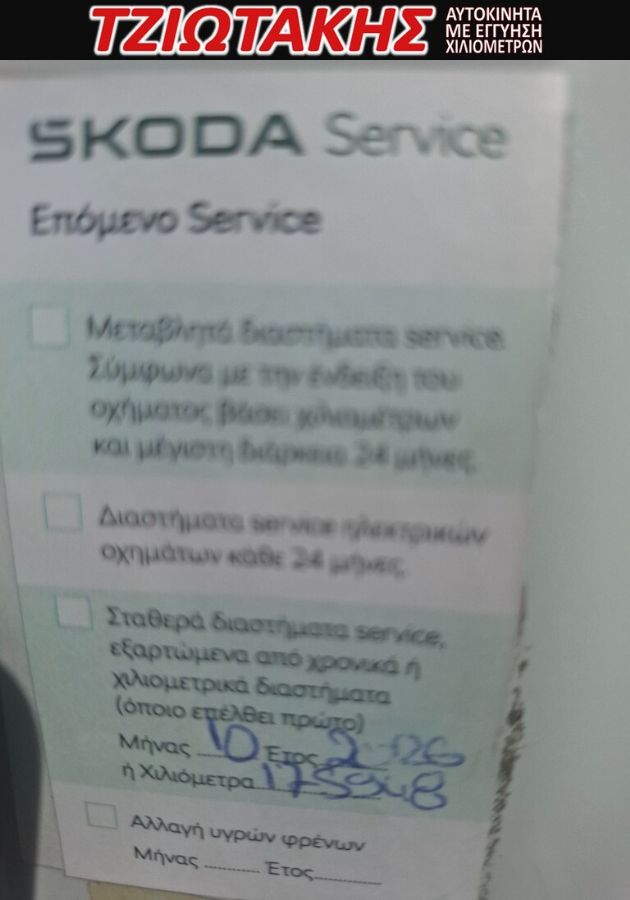 ΤΖΙΩΤΑΚΗΣ
ΑΥΤΟΚΙΝΗΤΑ
ΜΕ ΕΓΓΥΗΣΗ
ΧΙΛΙΟΜΕΤΡΩΝ
ŠKODA Service
Επόμενο Service
Μεταβλητά διαστήματα service.
Σύμφωνα με την ένδειξη του
οχήματος βάσει χιλιομέτρων
και μέγιστη διάρκεια 24 μήνες.
Διαστήματα service ηλεκτρικών
οχημάτων κάθε 24 μήνες.
Σταθερά διαστήματα service,
εξαρτώμενα από χρονικά ή
χιλιομετρικά διαστήματα
(όποιο επέλθει πρώτο)
Μήνας 10 Έτος 2026
ή Χιλιόμετρα
Αλλαγή υγρών φρένων
Μήνας ............ Έτος..............